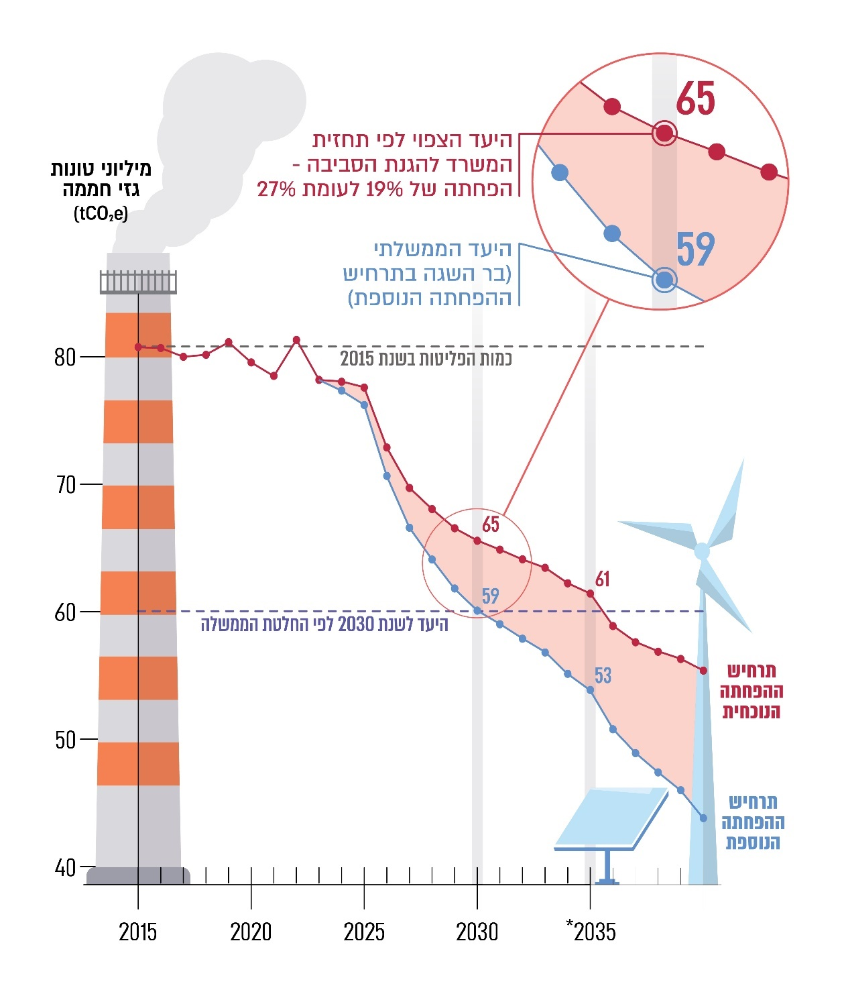 65
היעד הצפוי לפי תחזית
המשרד להגנת הסביבה -
הפחתה של 19% לעומת 27%
מיליוני טונות
גזי חממה
(tCO₂e)
היעד הממשלתי
(בר השגה בתרחיש
ההפחתה הנוספת)
59
80
כמות הפליטות בשנת 2015
70
65
61
59
60
היעד לשנת 2030 לפי החלטת הממשלה
53
תרחיש
ההפחתה
הנוכחית
50
תרחיש
ההפחתה
הנוספת
40
2015
2020
2025
2030
*2035